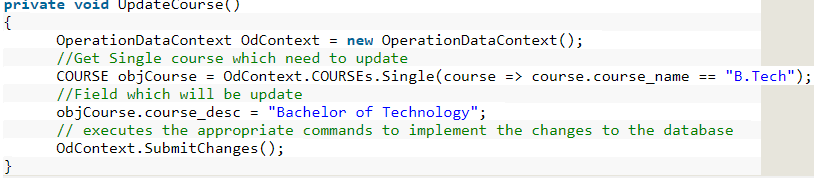 private void UpdateCourse()
{
OperationDataContext OdContext = new OperationDataContext();
//Get Single course which need to update
COURSE objCourse = OdContext.COURSEs.Single(course => course.course_name == "B.Tech");
//Field which will be update
objCourse.course_desc = "Bachelor of Technology";
// executes the appropriate commands to implement the changes to the database
OdContext.SubmitChanges();
}